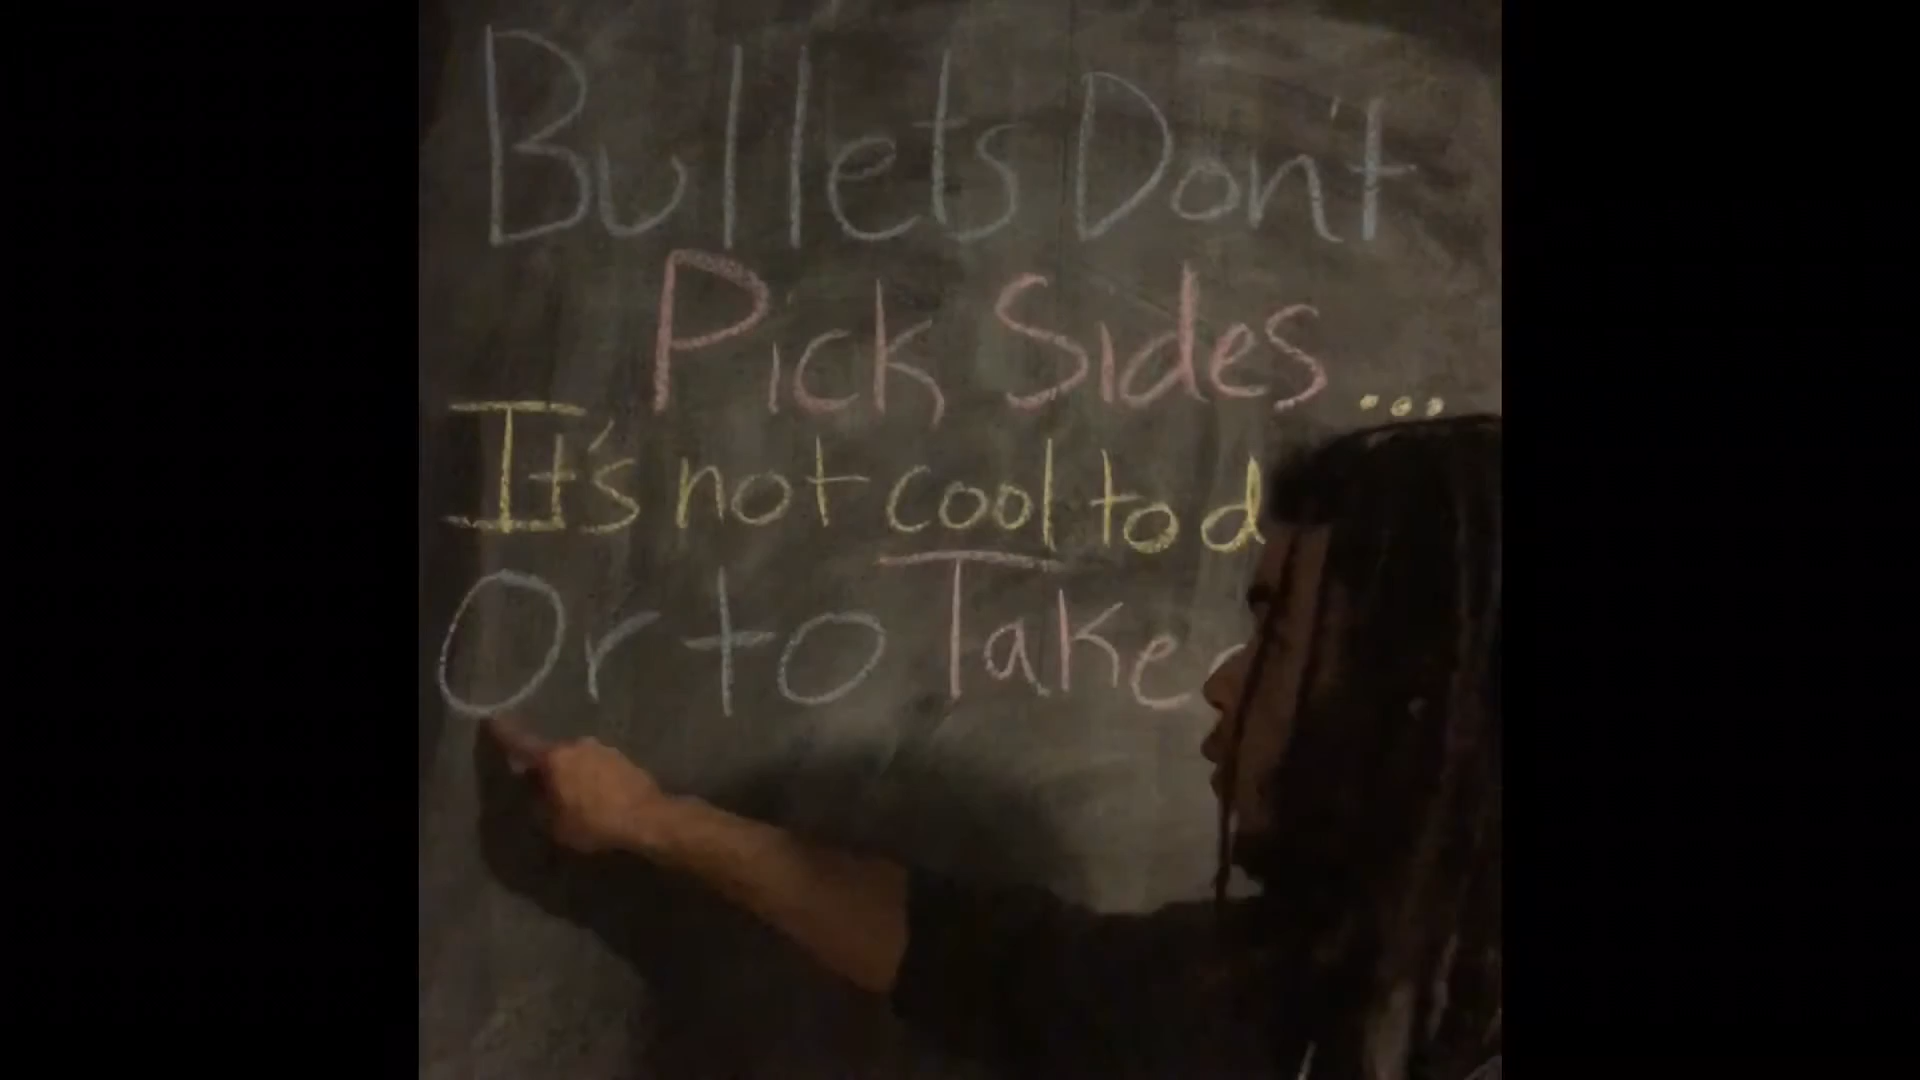 Bullets Don't
Pick Sides...
It's not cool to d
Or to Take